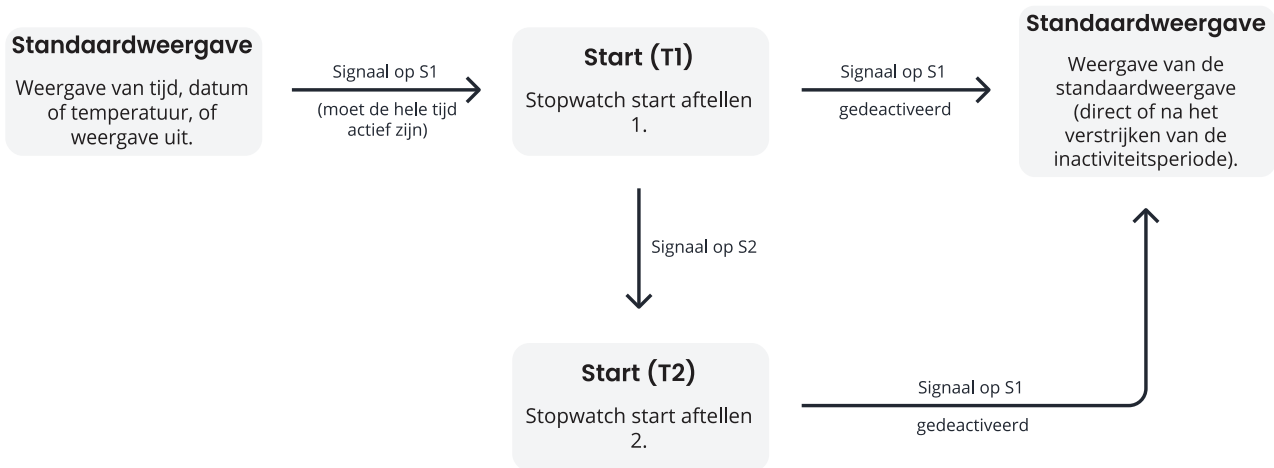 Standaardweergave
Weergave van tijd, datum
of temperatuur, of
weergave uit.
Signaal op S1
(moet de hele tijd
actief zijn)
Start (T1)
Stopwatch start aftellen
1.
Signaal op S1
gedeactiveerd
Standaardweergave
Weergave van de
standaardweergave
(direct of na het
verstrijken van de
inactiviteitsperiode).
Signaal op S2
Start (T2)
Stopwatch start aftellen
2.
Signaal op S1
gedeactiveerd